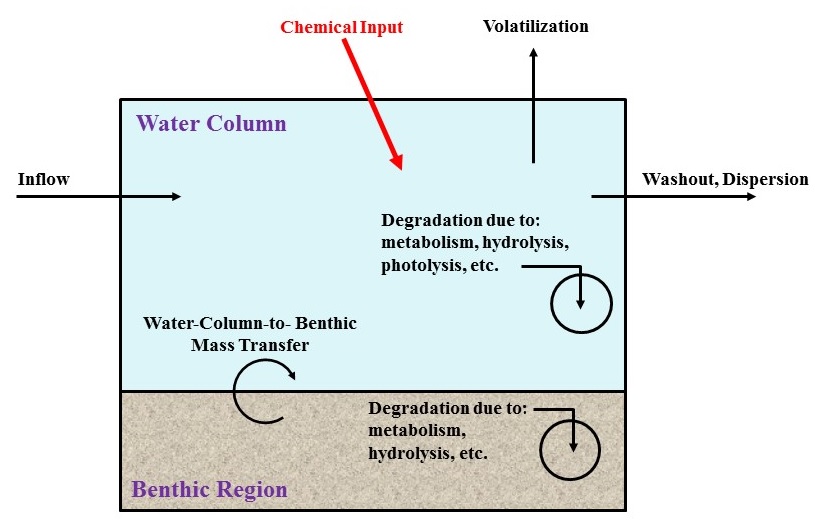 Chemical Input
Volatilization
Water Column
Inflow
Washout, Dispersion
Degradation due to:
metabolism, hydrolysis,
photolysis, etc.
Water-Column-to- Benthic
Mass Transfer
Degradation due to:
metabolism,
hydrolysis, etc.
Benthic Region